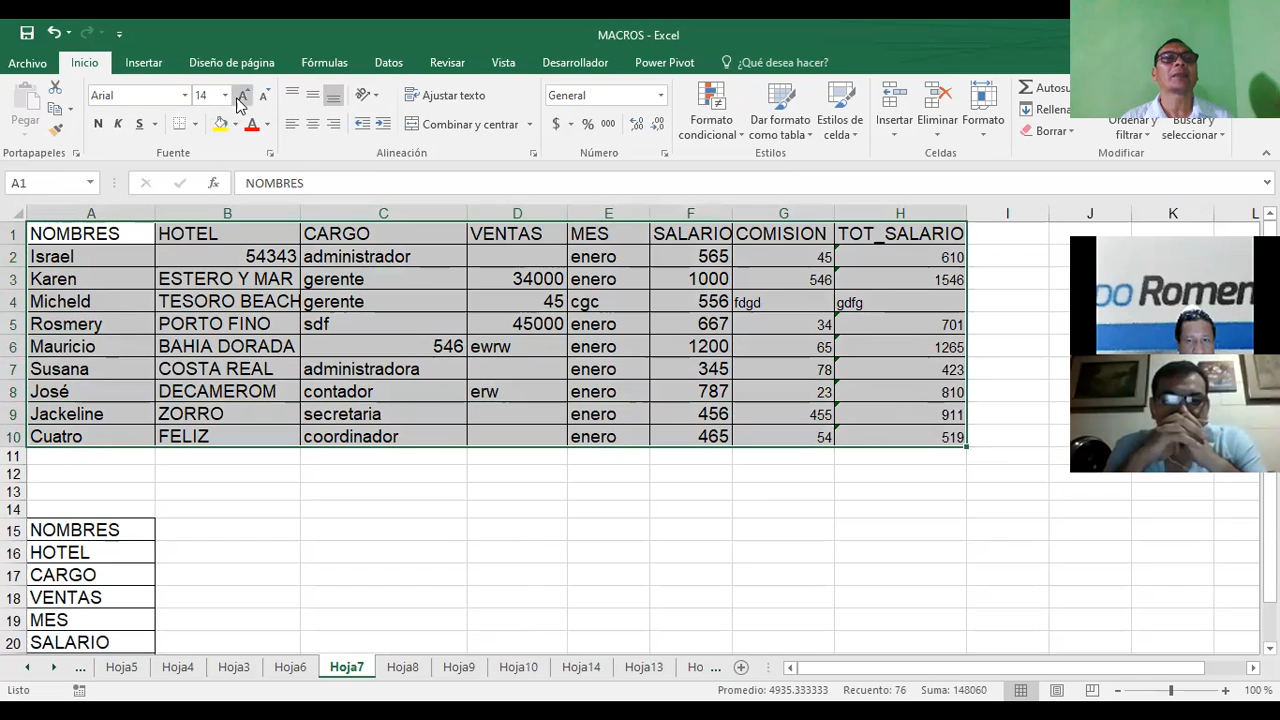 MACROS - Excel
Archivo Inicio Insertar Diseño de página Fórmulas Datos Revisar Vista Desarrollador Power Pivot ¿Qué desea hacer?
Pegar
Arial 14
N K S
Ajustar texto
Combinar y centrar
General
$ % 000
Formato condicional
Dar formato como tabla
Estilos de celda
Insertar
Eliminar
Formato
Autosu
Rellena
Borrar
Ordenar y filtrar
Buscar y seleccionar
Portapapeles Fuente Alineación Número Estilos Celdas Modificar
A1 fx NOMBRES
A B C D E F G H I J K L
1 NOMBRES HOTEL CARGO VENTAS MES SALARIO COMISION TOT_SALARIO
2 Israel 54343 administrador enero 565 45 610
3 Karen ESTERO Y MAR gerente 34000 enero 1000 546 1546
4 Micheld TESORO BEACH gerente 45 cgc 556 fdgd gdfg
5 Rosmery PORTO FINO sdf 45000 enero 667 34 701
6 Mauricio BAHIA DORADA 546 ewrw enero 1200 65 1265
7 Susana COSTA REAL administradora enero 345 78 423
8 José DECAMEROM contador erw enero 787 23 810
9 Jackeline ZORRO secretaria enero 456 455 911
10 Cuatro FELIZ coordinador enero 465 54 519
11
12
13
14
15 NOMBRES
16 HOTEL
17 CARGO
18 VENTAS
19 MES
20 SALARIO
... Hoja5 Hoja4 Hoja3 Hoja6 Hoja7 Hoja8 Hoja9 Hoja10 Hoja14 Hoja13 Ho ...
Listo Promedio: 4935.333333 Recuento: 76 Suma: 148060 100 %
po Romen